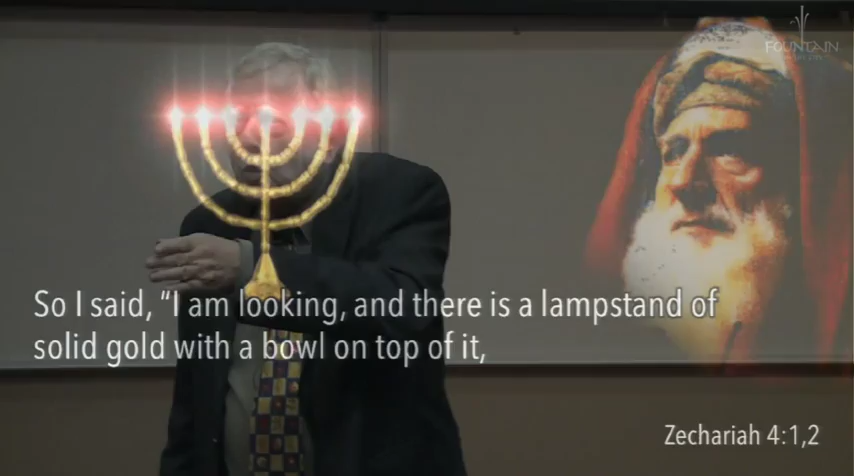 FOUNTAIN
So I said, “I am looking, and there is a lampstand of
solid gold with a bowl on top of it,
Zechariah 4:1,2